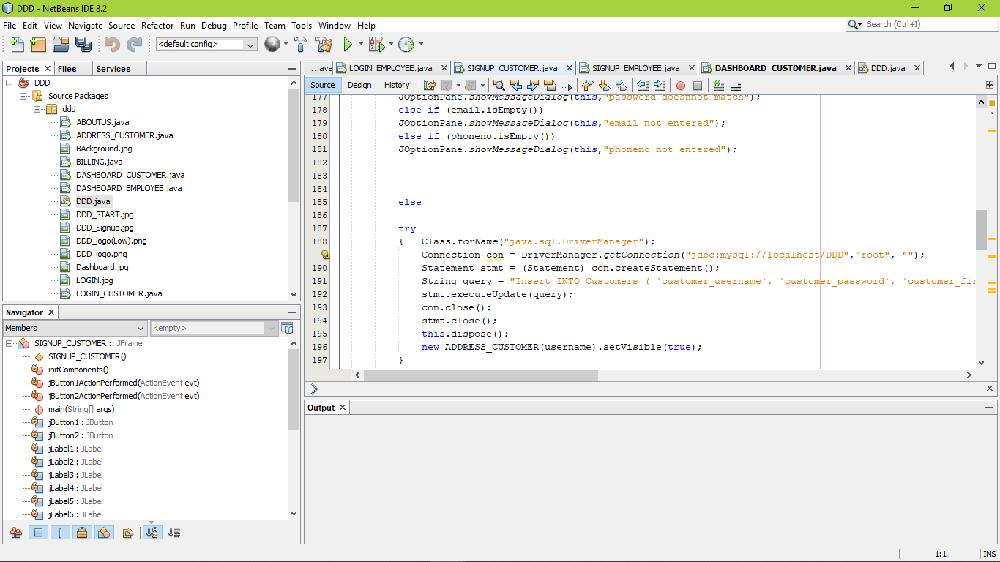 DDD - NetBeans IDE 8.2
File Edit View Navigate Source Refactor Run Debug Profile Team Tools Window Help
Search (Ctrl+I)
<default config>
Projects Files Services
DDD
Source Packages
ddd
ABOUTUS.java
ADDRESS_CUSTOMER.java
BAckground.jpg
BILLING.java
DASHBOARD_CUSTOMER.java
DASHBOARD_EMPLOYEE.java
DDD.java
DDD_START.jpg
DDD_Signup.jpg
DDD_logo(Low).png
DDD_logo.png
Dashboard.jpg
LOGIN.jpg
LOGIN_CUSTOMER.java
Navigator
Members
<empty>
SIGNUP_CUSTOMER :: JFrame
SIGNUP_CUSTOMER()
initComponents()
jButton1ActionPerformed(ActionEvent evt)
jButton2ActionPerformed(ActionEvent evt)
main(String[] args)
jButton1 : JButton
jButton2 : JButton
jLabel1 : JLabel
jLabel2 : JLabel
jLabel3 : JLabel
jLabel4 : JLabel
jLabel5 : JLabel
jLabel6 : JLabel
...ava LOGIN_EMPLOYEE.java SIGNUP_CUSTOMER.java SIGNUP_EMPLOYEE.java DASHBOARD_CUSTOMER.java DDD.java
Source Design History
177 JOptionPane.showMessageDialog(this,"password doesnnot match");
178 else if (email.isEmpty())
179 JOptionPane.showMessageDialog(this,"email not entered");
180 else if (phoneno.isEmpty())
181 JOptionPane.showMessageDialog(this,"phoneno not entered");
182
183
184
185 else
186
187 try
188 { Class.forName("java.sql.DriverManager");
Connection con = DriverManager.getConnection("jdbc:mysql://localhost/DDD","root", "");
190 Statement stmt = (Statement) con.createStatement();
191 String query = "Insert INTO Customers ( `customer_username`, `customer_password`, `customer_fir
192 stmt.executeUpdate(query);
193 con.close();
194 stmt.close();
195 this.dispose();
196 new ADDRESS_CUSTOMER(username).setVisible(true);
197 }
Output
1:1 INS